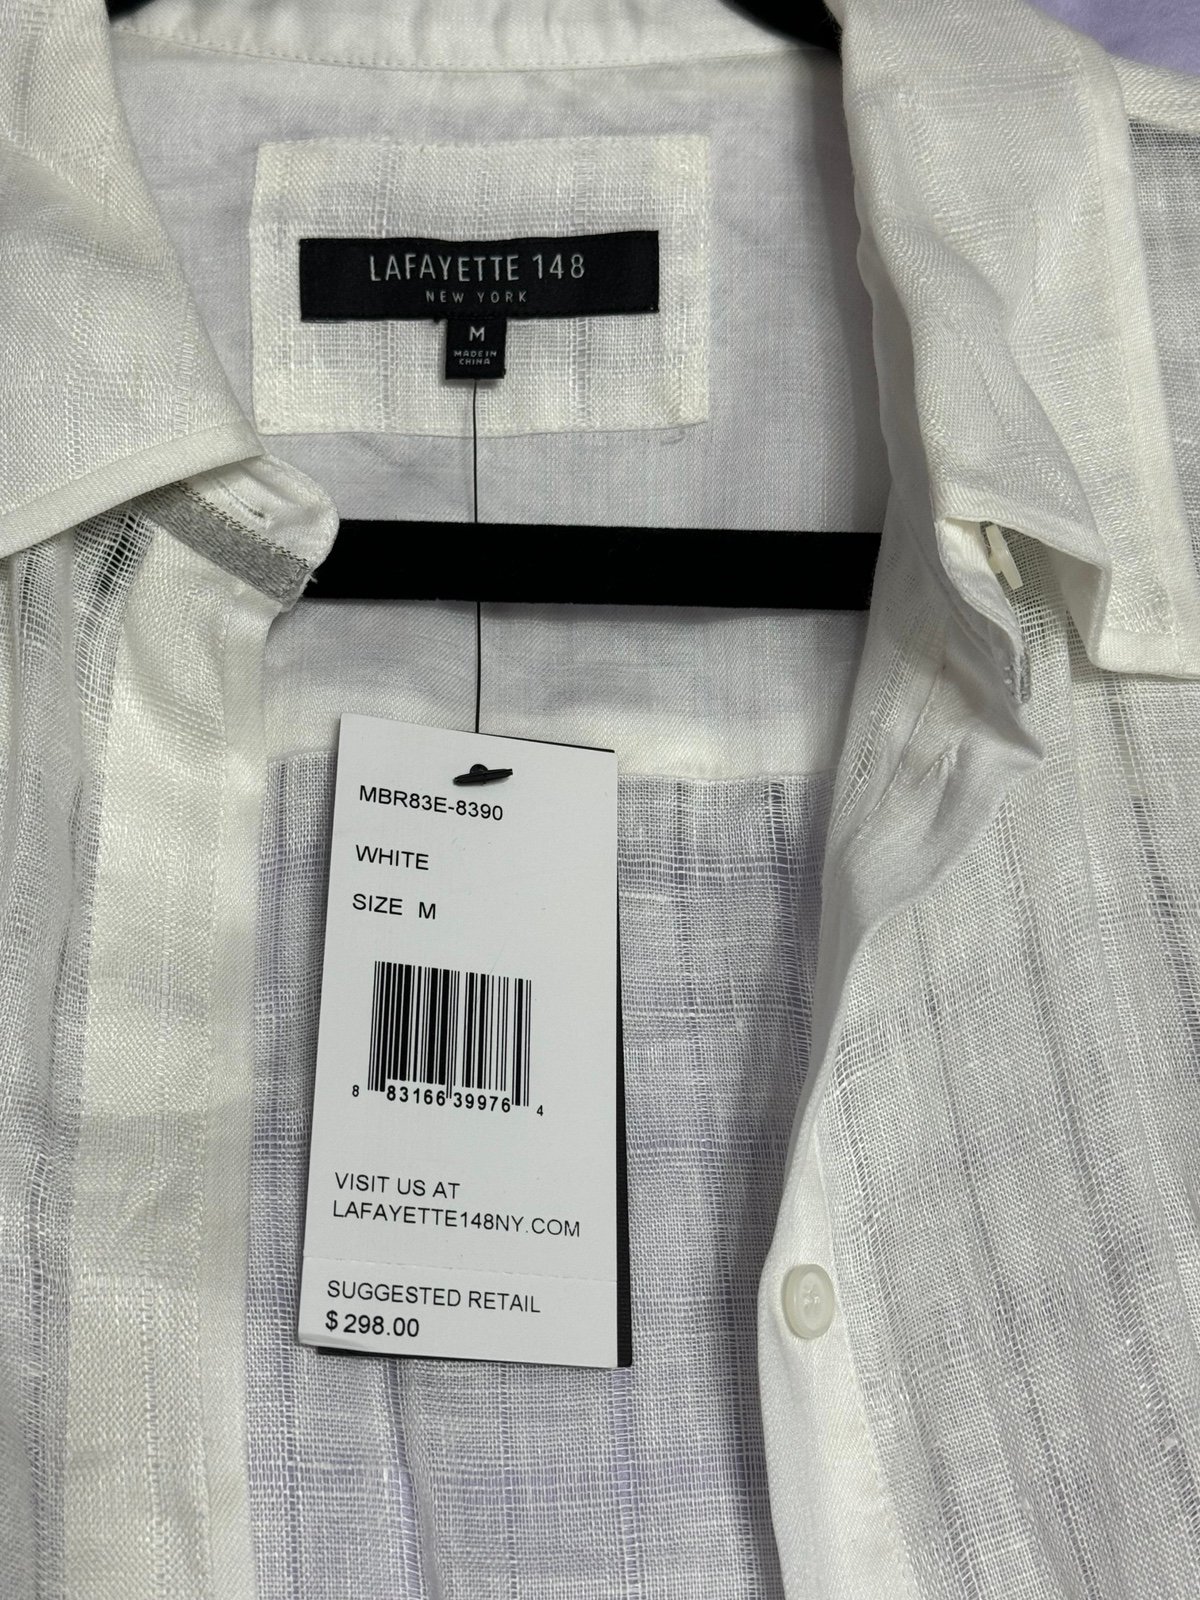 LAFAYETTE 148
NEW YORK
M
MADE IN
CHINA
MBR83E-8390
WHITE
SIZE M
8 83166 39976 4
VISIT US AT
LAFAYETTE148NY.COM
SUGGESTED RETAIL
$298.00